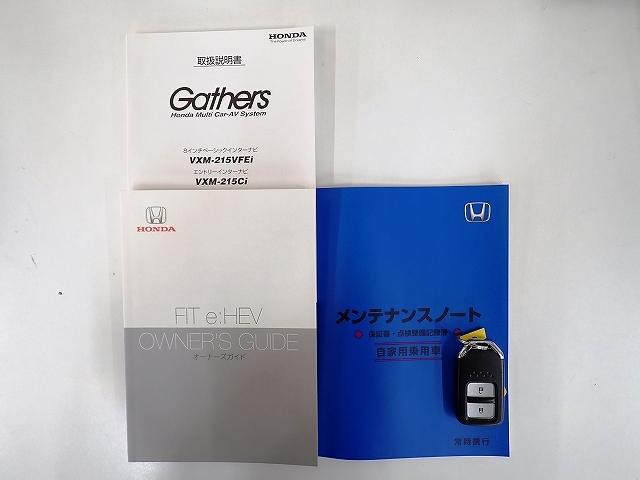 HONDA
The Power of Dreams
取扱説明書
Gathers
Honda Multi Car-AV System
8インチベーシックインターナビ
VXM-215VFEi
エントリーインターナビ
VXM-215Ci
HONDA
FIT e:HEV
OWNER'S GUIDE
オーナーズガイド
メンテナンスノート
保証書・点検整備記録簿
自家用乗用車
常時携行